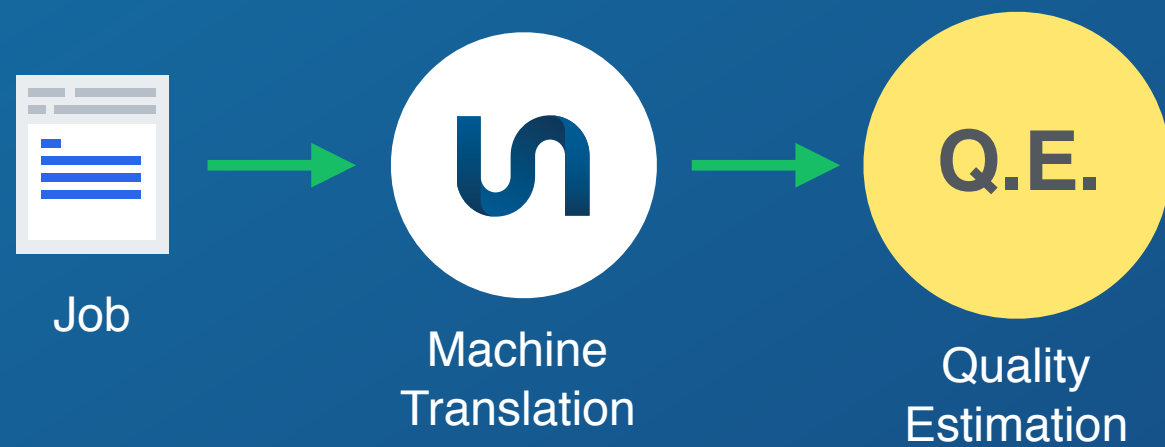 Q.E.
Job
Machine
Translation
Quality
Estimation